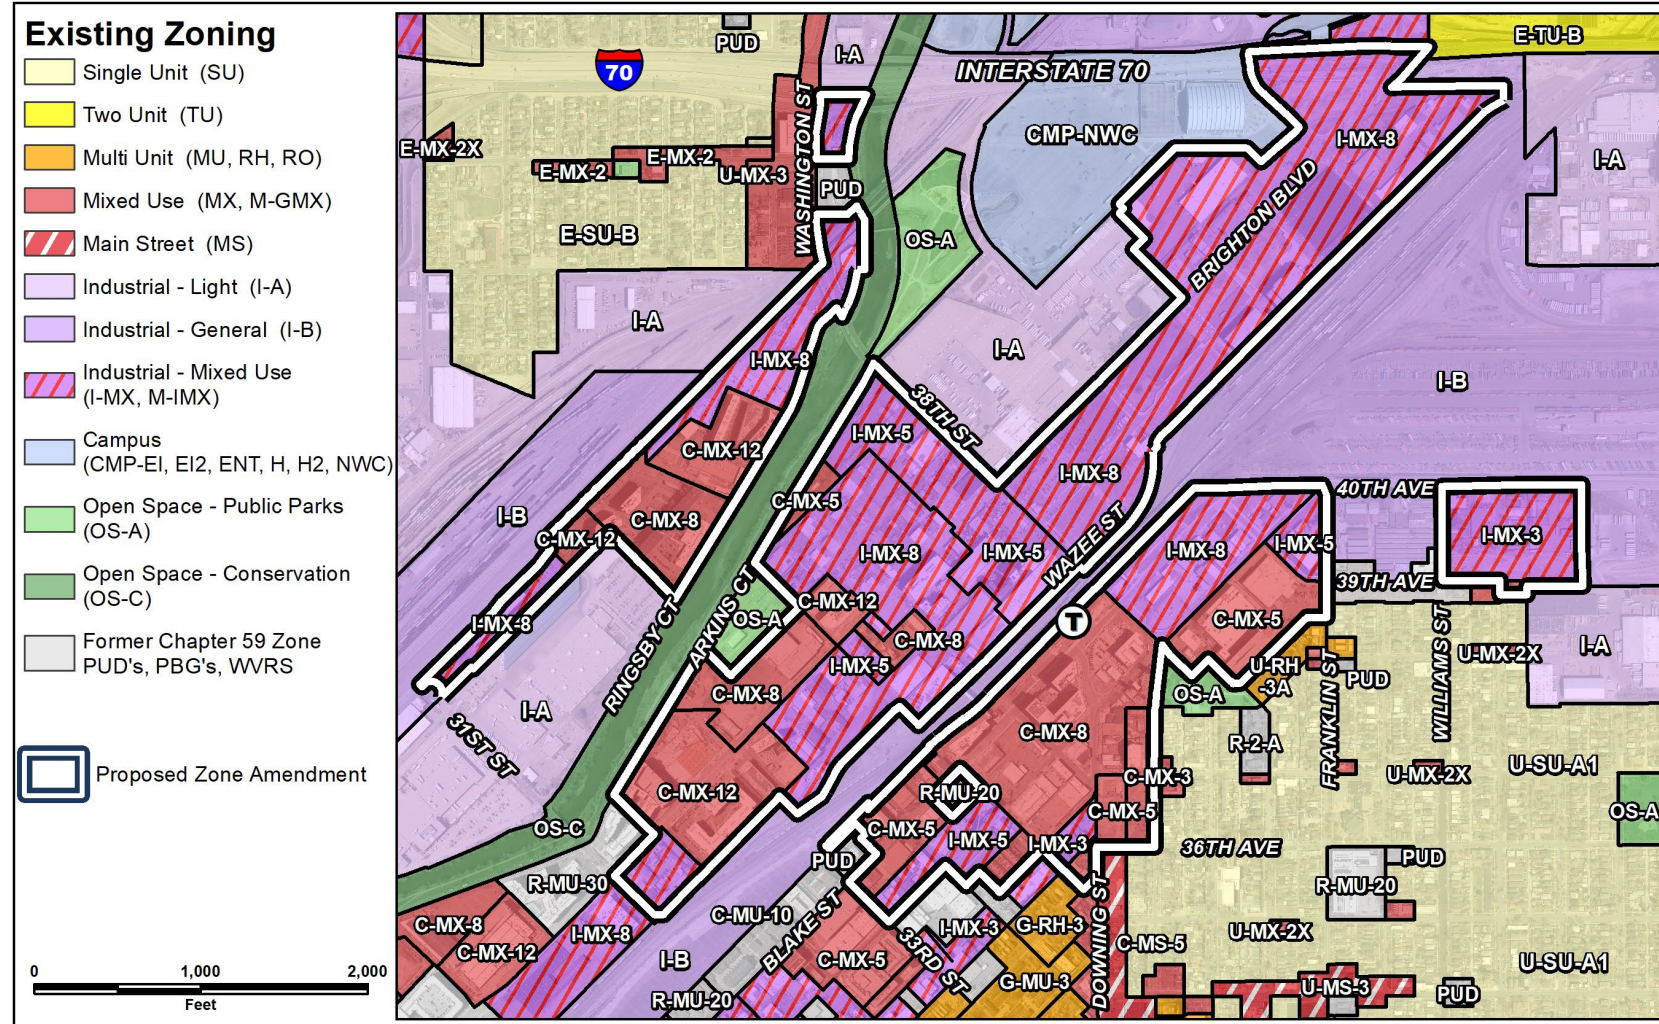 Existing Zoning
Single Unit (SU)
Two Unit (TU)
Multi Unit (MU, RH, RO)
Mixed Use (MX, M-GMX)
Main Street (MS)
Industrial - Light (I-A)
Industrial - General (I-B)
Industrial - Mixed Use
(I-MX, M-IMX)
Campus
(CMP-EI, EI2, ENT, H, H2, NWC)
Open Space - Public Parks
(OS-A)
Open Space - Conservation
(OS-C)
Former Chapter 59 Zone
PUD's, PBG's, WVRS
Proposed Zone Amendment
0 1,000 2,000
Feet
PUD
I-A
E-TU-B
70
INTERSTATE 70
WASHINGTON ST
CMP-NWC
I-MX-8
E-MX-2X
E-MX-2
E-MX-2
U-MX-3
PUD
I-A
BRIGHTON BLVD
E-SU-B
OS-A
I-A
I-MX-8
I-A
I-B
38TH ST
I-MX-5
C-MX-12
I-MX-8
C-MX-5
40TH AVE
I-B
C-MX-8
C-MX-12
I-MX-8
I-MX-5
WAZEE ST
I-MX-8
I-MX-5
I-MX-3
39TH AVE
I-MX-8
RINGSBY CT
ARKINS CT
OS-A
C-MX-12
C-MX-8
I-MX-5
T
C-MX-5
U-RH
-3A
FRANKLIN ST
PUD
WILLIAMS ST
U-MX-2X
I-A
31ST ST
I-A
C-MX-8
OS-A
C-MX-8
R-2-A
C-MX-3
U-MX-2X
U-SU-A1
C-MX-12
R-MU-20
C-MX-5
OS-A
OS-C
C-MX-5
I-MX-5
I-MX-3
36TH AVE
PUD
PUD
R-MU-30
R-MU-20
C-MX-8
C-MX-12
I-MX-8
C-MU-10
BLAKE ST
I-MX-3
G-RH-3
DOWNING ST
C-MS-5
U-MX-2X
I-B
C-MX-5
33RD ST
G-MU-3
U-SU-A1
R-MU-20
U-MS-3
PUD